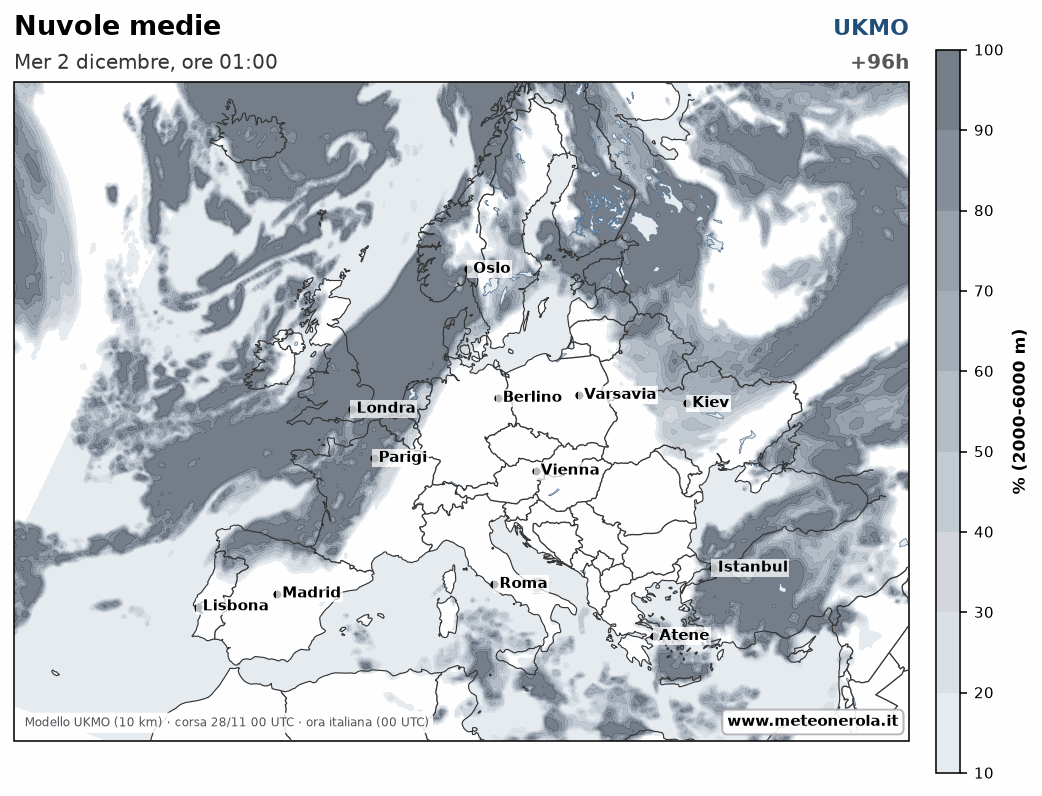 Nuvole medie
UKMO
Mer 2 dicembre, ore 01:00
+96h
100
90
80
70
60
50
40
30
20
10
% (2000-6000 m)
Oslo
Londra
Berlino
Varsavia
Kiev
Parigi
Vienna
Istanbul
Roma
Madrid
Lisbona
Atene
Modello UKMO (10 km) · corsa 28/11 00 UTC · ora italiana (00 UTC)
www.meteonerola.it